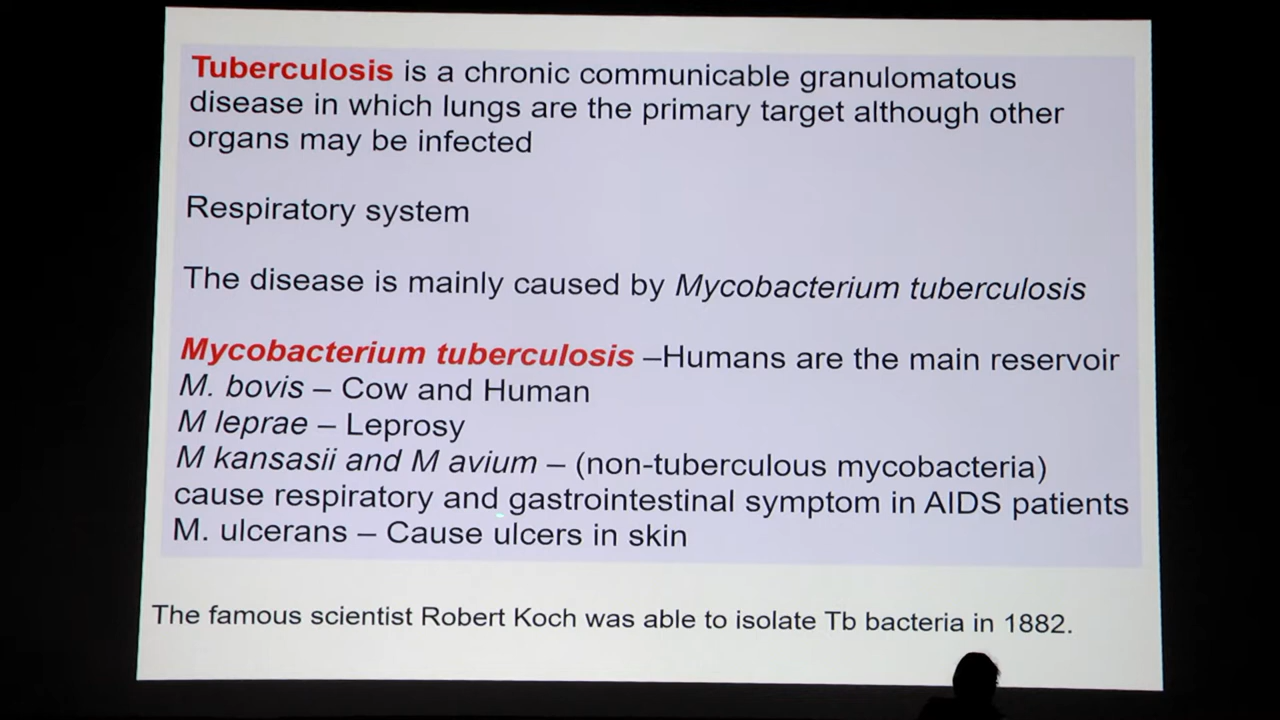 Tuberculosis is a chronic communicable granulomatous
disease in which lungs are the primary target although other
organs may be infected
Respiratory system
The disease is mainly caused by Mycobacterium tuberculosis
Mycobacterium tuberculosis –Humans are the main reservoir
M. bovis – Cow and Human
M leprae – Leprosy
M kansasii and M avium – (non-tuberculous mycobacteria)
cause respiratory and gastrointestinal symptom in AIDS patients
M. ulcerans – Cause ulcers in skin
The famous scientist Robert Koch was able to isolate Tb bacteria in 1882.